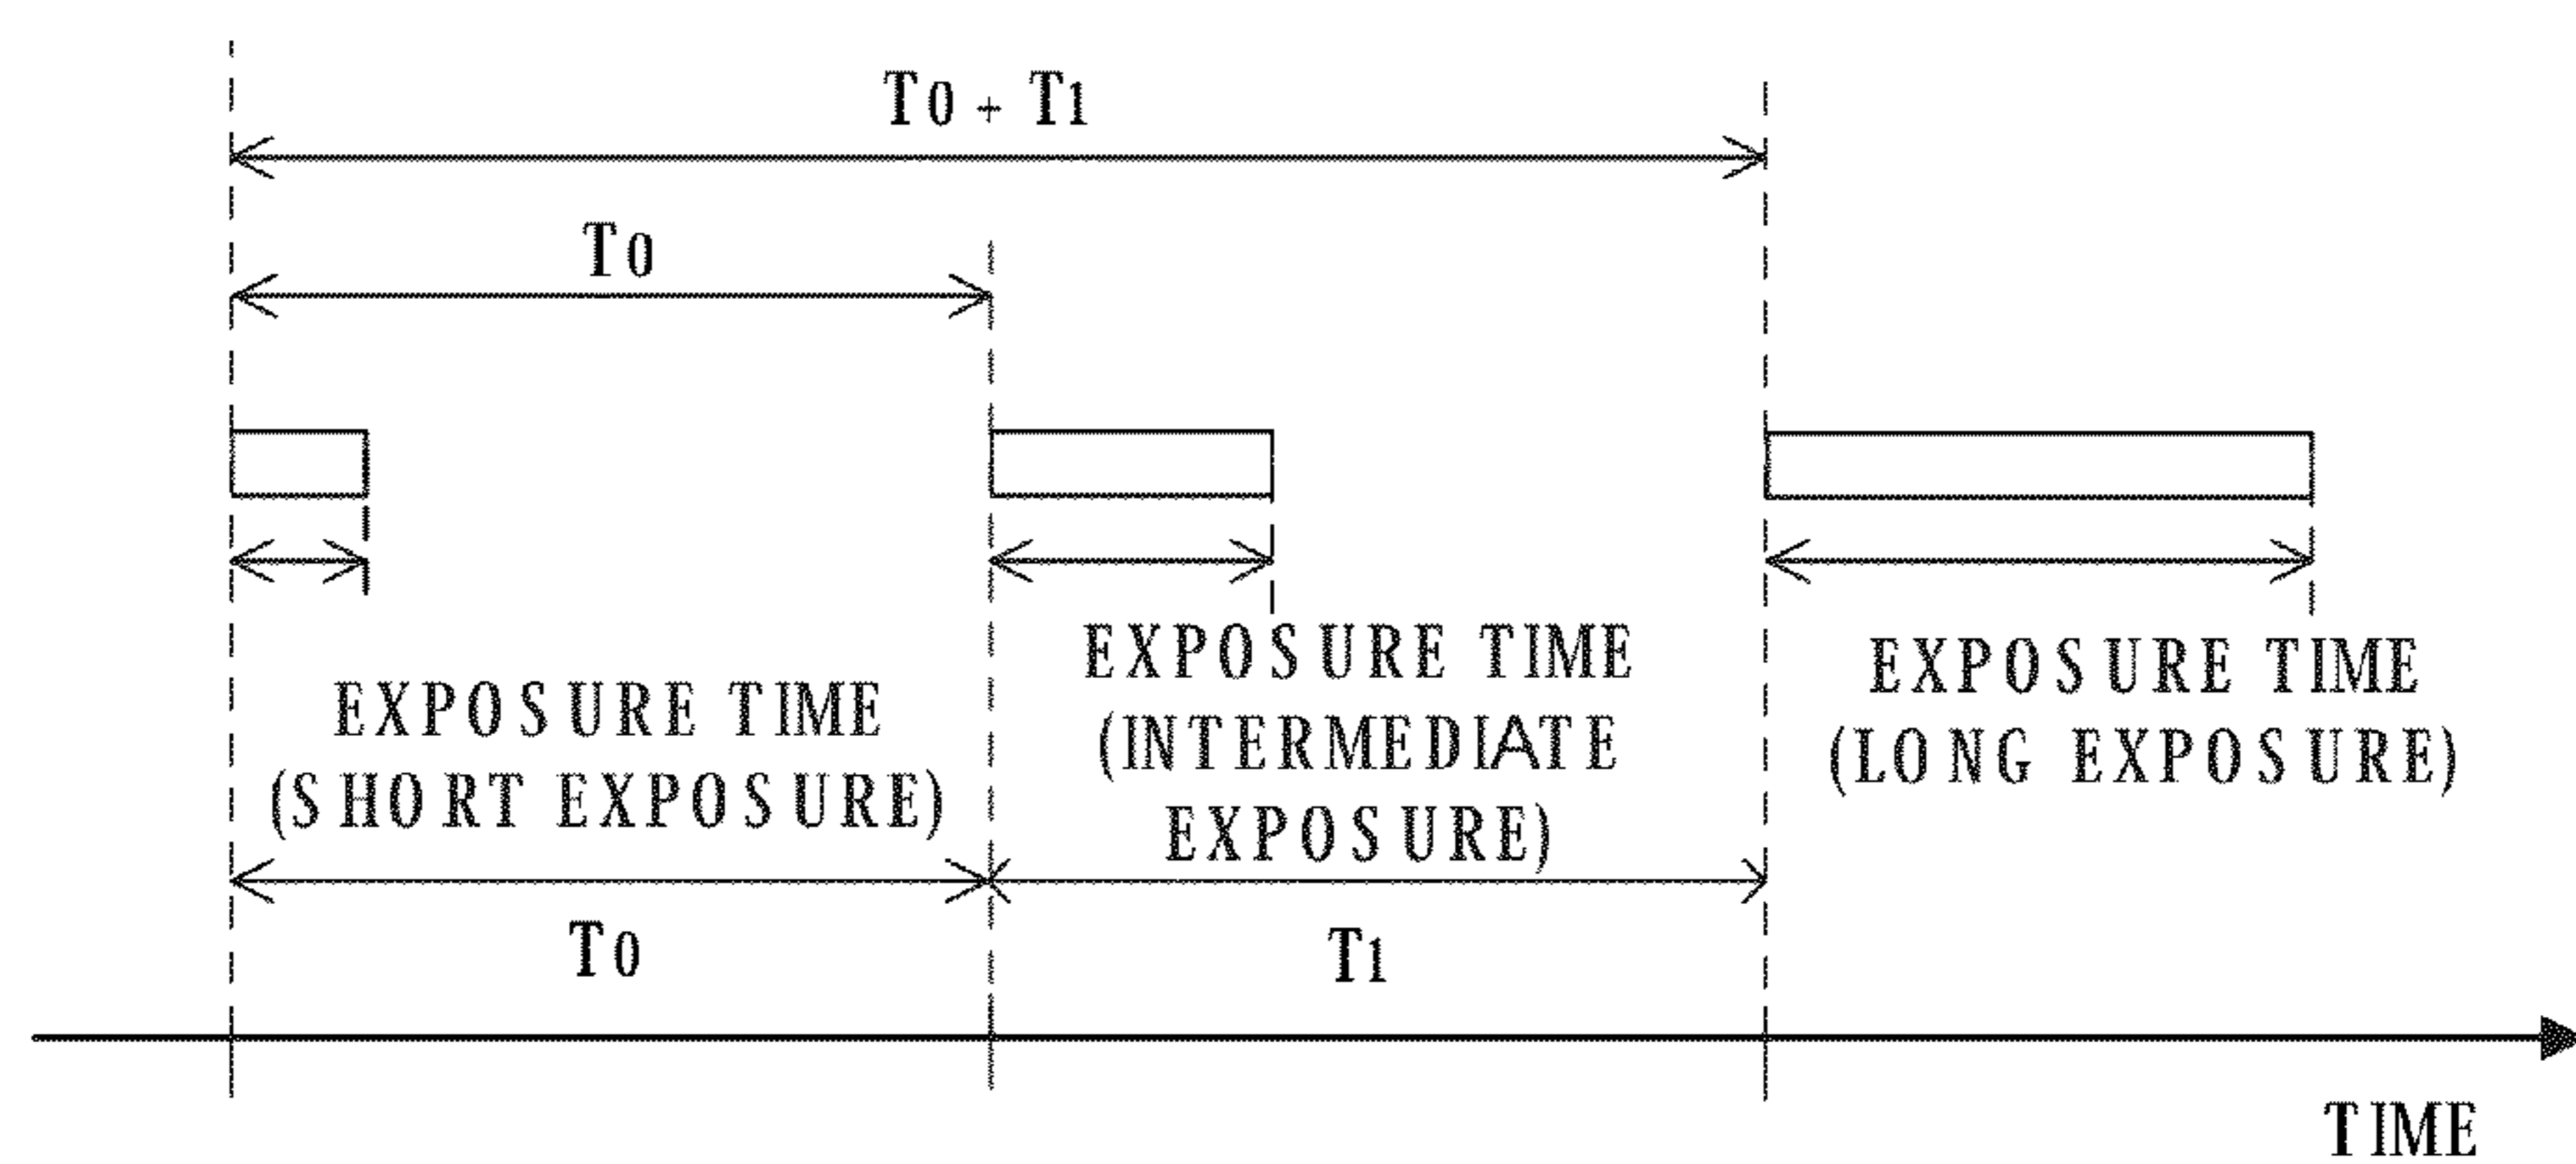 T0 + T1
T0
EXPOSURE TIME
(SHORT EXPOSURE)
EXPOSURE TIME
(INTERMEDIATE
EXPOSURE)
EXPOSURE TIME
(LONG EXPOSURE)
T0
T1
TIME